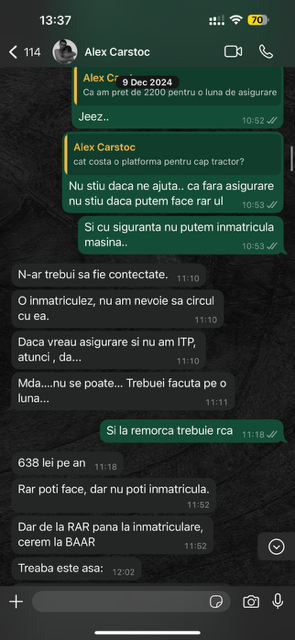 13:37
70
114
Alex Carstoc
9 Dec 2024
Ca am pret de 2200 pentru o luna de asigurare
Jeez..
10:52
Alex Carstoc
cat costa o platforma pentru cap tractor?
Nu stiu daca ne ajuta.. ca fara asigurare
nu stiu daca putem face rar ul
10:53
Si cu siguranta nu putem inmatricula
masina..
10:53
N-ar trebui sa fie contectate.
11:10
O inmatriculez, nu am nevoie sa circul
cu ea.
11:10
Daca vreau asigurare si nu am ITP,
atunci , da...
11:10
Mda....nu se poate... Trebuei facuta pe o
luna...
11:11
Si la remorca trebuie rca
11:18
638 lei pe an
11:18
Rar poti face, dar nu poti inmatricula.
11:52
Dar de la RAR pana la inmatriculare,
cerem la BAAR
11:52
Treaba este asa:
12:02